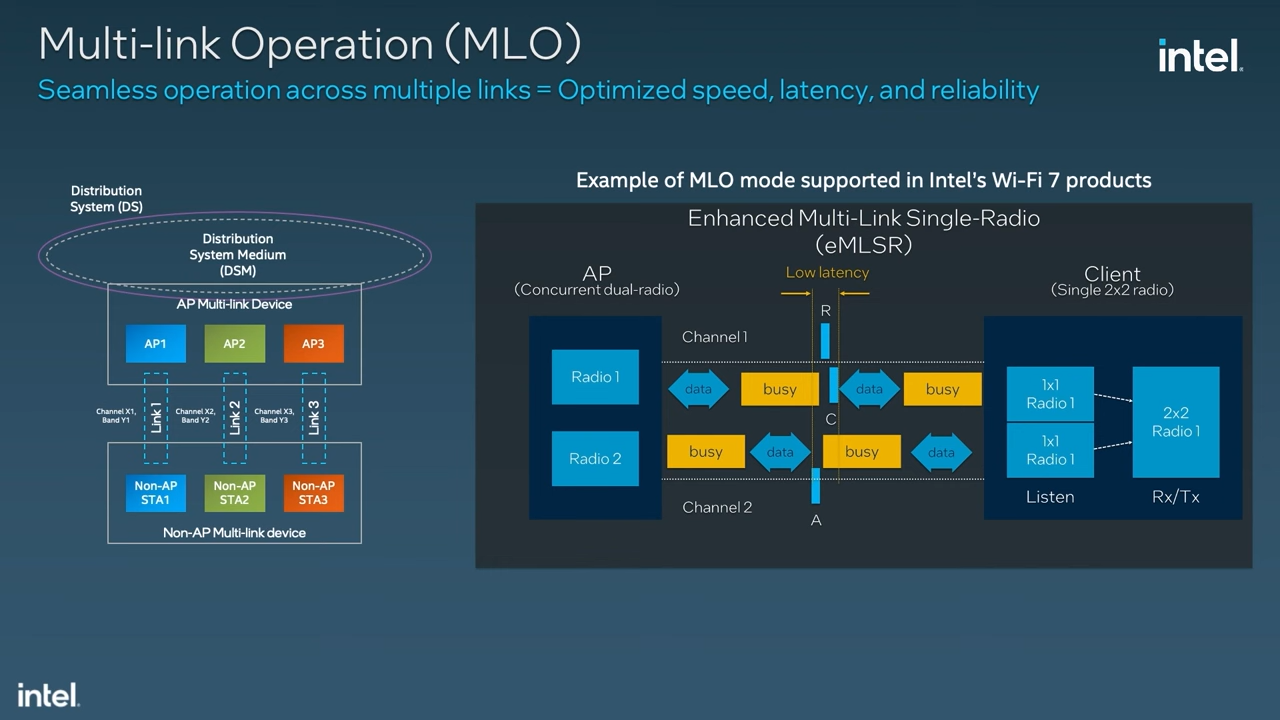 Multi-link Operation (MLO)
intel.
Seamless operation across multiple links = Optimized speed, latency, and reliability
Distribution
System (DS)
Distribution
System Medium
(DSM)
AP Multi-link Device
AP1
AP2
AP3
Channel X1,
Band Y1
Link 1
Channel X2,
Band Y2
Link 2
Channel X3,
Band Y3
Link 3
Non-AP
STA1
Non-AP
STA2
Non-AP
STA3
Non-AP Multi-link device
Example of MLO mode supported in Intel's Wi-Fi 7 products
Enhanced Multi-Link Single-Radio
(eMLSR)
AP
(Concurrent dual-radio)
Low latency
Client
(Single 2x2 radio)
R
Channel 1
Radio 1
data
busy
data
busy
C
Radio 2
busy
data
busy
data
Channel 2
A
1x1
Radio 1
1x1
Radio 1
2x2
Radio 1
Listen
Rx/Tx
intel.